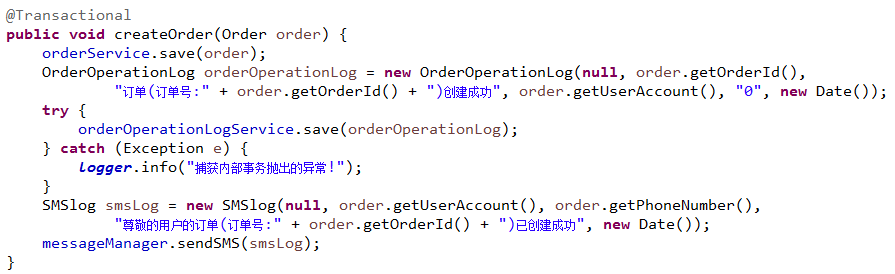 @Transactional
public void createOrder(Order order) {
    orderService.save(order);
    OrderOperationLog orderOperationLog = new OrderOperationLog(null, order.getOrderId(),
            "订单(订单号:" + order.getOrderId() + ")创建成功", order.getUserAccount(), "0", new Date());
    try {
        orderOperationLogService.save(orderOperationLog);
    } catch (Exception e) {
        logger.info("捕获内部事务抛出的异常!");
    }
    SMSlog smsLog = new SMSlog(null, order.getUserAccount(), order.getPhoneNumber(),
            "尊敬的用户的订单(订单号:" + order.getOrderId() + ")已创建成功", new Date());
    messageManager.sendSMS(smsLog);
}